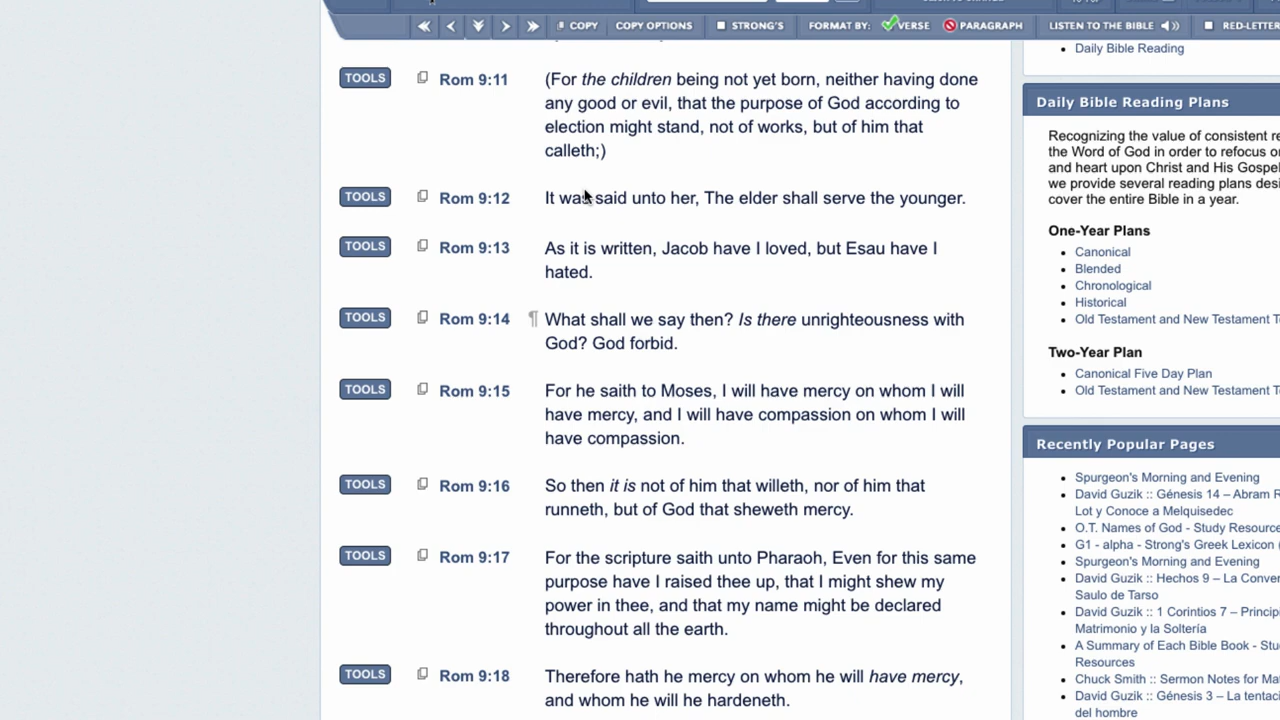 COPY COPY OPTIONS STRONG'S FORMAT BY: VERSE PARAGRAPH LISTEN TO THE BIBLE RED-LETTER
TOOLS Rom 9:11 (For the children being not yet born, neither having done
any good or evil, that the purpose of God according to
election might stand, not of works, but of him that
calleth;)
TOOLS Rom 9:12 It was said unto her, The elder shall serve the younger.
TOOLS Rom 9:13 As it is written, Jacob have I loved, but Esau have I
hated.
TOOLS Rom 9:14 ¶ What shall we say then? Is there unrighteousness with
God? God forbid.
TOOLS Rom 9:15 For he saith to Moses, I will have mercy on whom I will
have mercy, and I will have compassion on whom I will
have compassion.
TOOLS Rom 9:16 So then it is not of him that willeth, nor of him that
runneth, but of God that sheweth mercy.
TOOLS Rom 9:17 For the scripture saith unto Pharaoh, Even for this same
purpose have I raised thee up, that I might shew my
power in thee, and that my name might be declared
throughout all the earth.
TOOLS Rom 9:18 Therefore hath he mercy on whom he will have mercy,
and whom he will he hardeneth.
Daily Bible Reading
Daily Bible Reading Plans
Recognizing the value of consistent re
the Word of God in order to refocus o
and heart upon Christ and His Gospel
we provide several reading plans desi
cover the entire Bible in a year.
One-Year Plans
Canonical
Blended
Chronological
Historical
Old Testament and New Testament T
Two-Year Plan
Canonical Five Day Plan
Old Testament and New Testament T
Recently Popular Pages
Spurgeon's Morning and Evening
David Guzik :: Génesis 14 – Abram R
Lot y Conoce a Melquisedec
O.T. Names of God - Study Resource
G1 - alpha - Strong's Greek Lexicon (
Spurgeon's Morning and Evening
David Guzik :: Hechos 9 – La Conver
Saulo de Tarso
David Guzik :: 1 Corintios 7 – Princip
Matrimonio y la Soltería
A Summary of Each Bible Book - Stu
Resources
Chuck Smith :: Sermon Notes for Ma
David Guzik :: Génesis 3 – La tentaci
del hombre